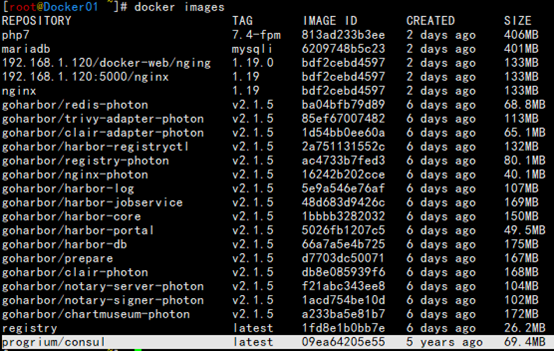 [root@Docker01 ~]# docker images
REPOSITORY TAG IMAGE ID CREATED SIZE
php7 7.4-fpm 813ad233b3ee 2 days ago 406MB
mariadb mysqli 6209748b5c23 2 days ago 401MB
192.168.1.120/docker-web/nging 1.19.0 bdf2cebd4597 2 days ago 133MB
192.168.1.120:5000/nginx 1.19 bdf2cebd4597 2 days ago 133MB
nginx 1.19 bdf2cebd4597 2 days ago 133MB
goharbor/redis-photon v2.1.5 ba04bfb79d89 6 days ago 68.8MB
goharbor/trivy-adapter-photon v2.1.5 85ef67007482 6 days ago 113MB
goharbor/clair-adapter-photon v2.1.5 1d54bb0ee60a 6 days ago 65.1MB
goharbor/harbor-registryctl v2.1.5 2a751131552c 6 days ago 132MB
goharbor/registry-photon v2.1.5 ac4733b7fed3 6 days ago 80.1MB
goharbor/nginx-photon v2.1.5 16242b202cce 6 days ago 40.1MB
goharbor/harbor-log v2.1.5 5e9a546e76af 6 days ago 107MB
goharbor/harbor-jobservice v2.1.5 48d683d9426c 6 days ago 169MB
goharbor/harbor-core v2.1.5 1bbbb3282032 6 days ago 150MB
goharbor/harbor-portal v2.1.5 5026fb1207c5 6 days ago 49.5MB
goharbor/harbor-db v2.1.5 66a7a5e4b725 6 days ago 175MB
goharbor/prepare v2.1.5 d7703dc50071 6 days ago 167MB
goharbor/clair-photon v2.1.5 db8e085939f6 6 days ago 168MB
goharbor/notary-server-photon v2.1.5 f21abc343ee8 6 days ago 104MB
goharbor/notary-signer-photon v2.1.5 1acd754be10d 6 days ago 102MB
goharbor/chartmuseum-photon v2.1.5 a233ba5e81b7 6 days ago 172MB
registry latest 1fd8e1b0bb7e 6 days ago 26.2MB
progrium/consul latest 09ea64205e55 5 years ago 69.4MB